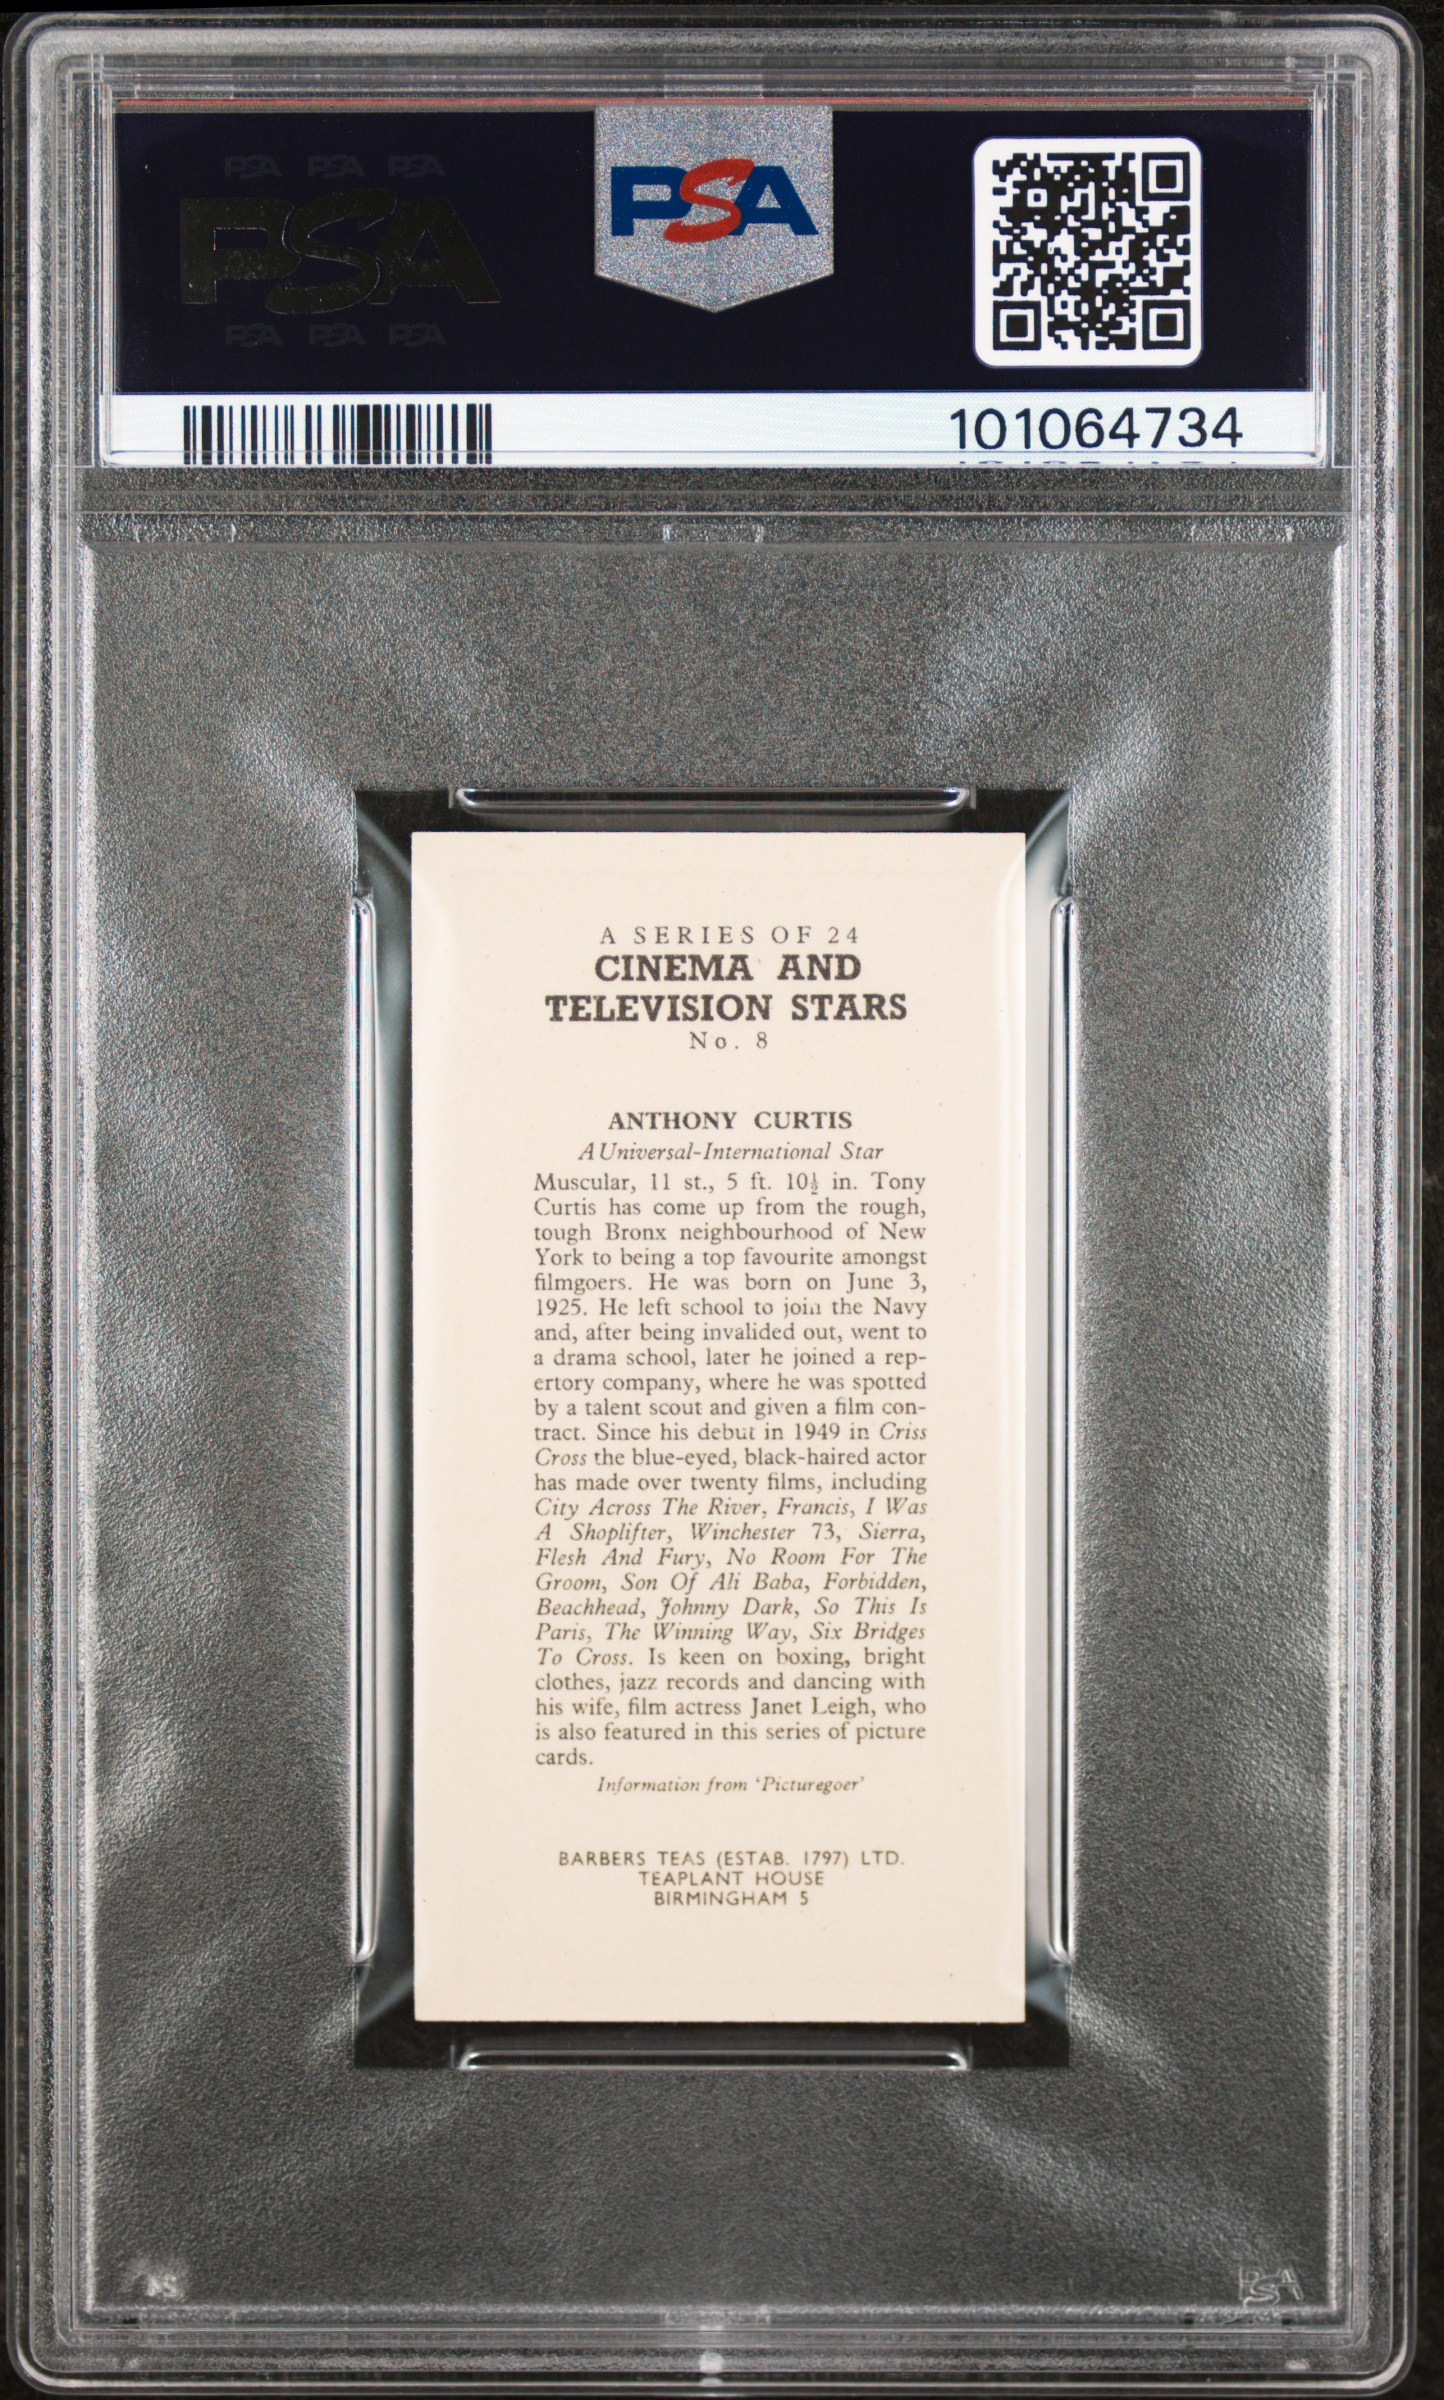 PSA PSA PSA
PSA
PSA PSA PSA
PSA
101064734
A SERIES OF 24
CINEMA AND
TELEVISION STARS
No. 8
ANTHONY CURTIS
A Universal-International Star
Muscular, 11 st., 5 ft. 10½ in. Tony
Curtis has come up from the rough,
tough Bronx neighbourhood of New
York to being a top favourite amongst
filmgoers. He was born on June 3,
1925. He left school to join the Navy
and, after being invalided out, went to
a drama school, later he joined a rep-
ertory company, where he was spotted
by a talent scout and given a film con-
tract. Since his debut in 1949 in Criss
Cross the blue-eyed, black-haired actor
has made over twenty films, including
City Across The River, Francis, I Was
A Shoplifter, Winchester 73, Sierra,
Flesh And Fury, No Room For The
Groom, Son Of Ali Baba, Forbidden,
Beachhead, Johnny Dark, So This Is
Paris, The Winning Way, Six Bridges
To Cross. Is keen on boxing, bright
clothes, jazz records and dancing with
his wife, film actress Janet Leigh, who
is also featured in this series of picture
cards.
Information from 'Picturegoer'
BARBERS TEAS (ESTAB. 1797) LTD.
TEAPLANT HOUSE
BIRMINGHAM 5
PSA